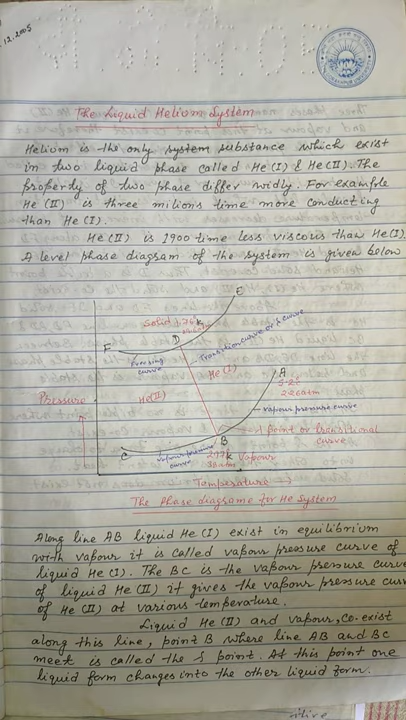 .12.2005
The Liquid Helium System
Helium is the only system substance which exist
in two liquid phase called He (I) & He (II). The
property of two phase differ widly. For example
He (II) is three milions time more conducting
than He (I).
He (II) is 1900 time less viscous than He (I).
A level phase diagram of the system is given below
E
Solid
D
F
Freezing
curve
Transition curve or λ curve
He (I)
A
He(II)
Pressure
2.26 atm
vapour pressure curve
B
λ point or transitional
curve
C
vapour pressure
curve
Vapour
Temperature →
The Phase diagrame for He System
Along line AB liquid He (I) exist in equilibrium
with vapour it is called vapour pressure curve of
liquid He (I). The BC is the vapour pressure curve
of liquid He (II) it gives the vapour pressure curv
of He (II) at various temperature.
Liquid He (II) and vapour, co-exist
along this line, point B where line AB and BC
meet is called the λ point. At this point one
liquid form changes into the other liquid form.